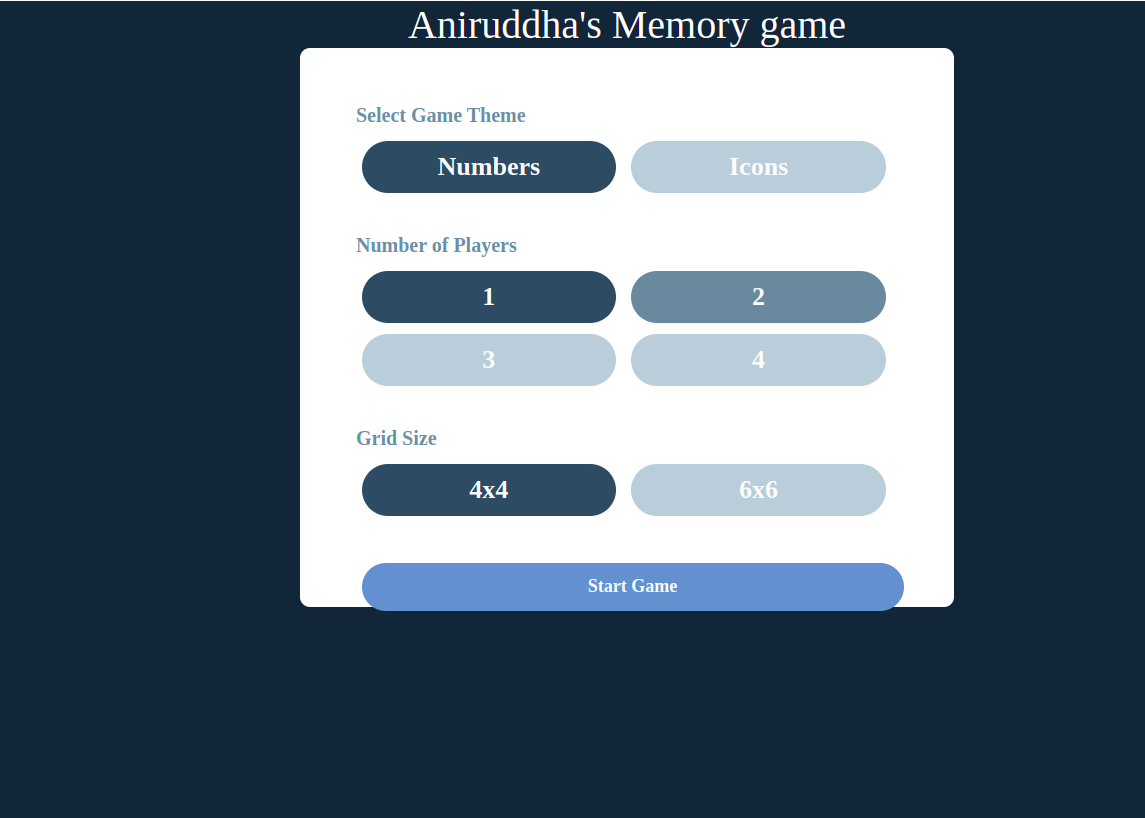 Aniruddha's Memory game
Select Game Theme
Numbers Icons
Number of Players
1 2
3 4
Grid Size
4x4 6x6
Start Game